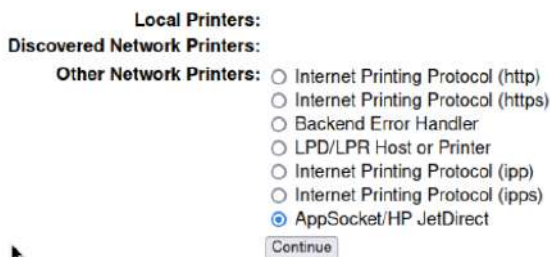 Local Printers:
Discovered Network Printers:
Other Network Printers: Internet Printing Protocol (http)
Internet Printing Protocol (https)
Backend Error Handler
LPD/LPR Host or Printer
Internet Printing Protocol (ipp)
Internet Printing Protocol (ipps)
AppSocket/HP JetDirect
Continue